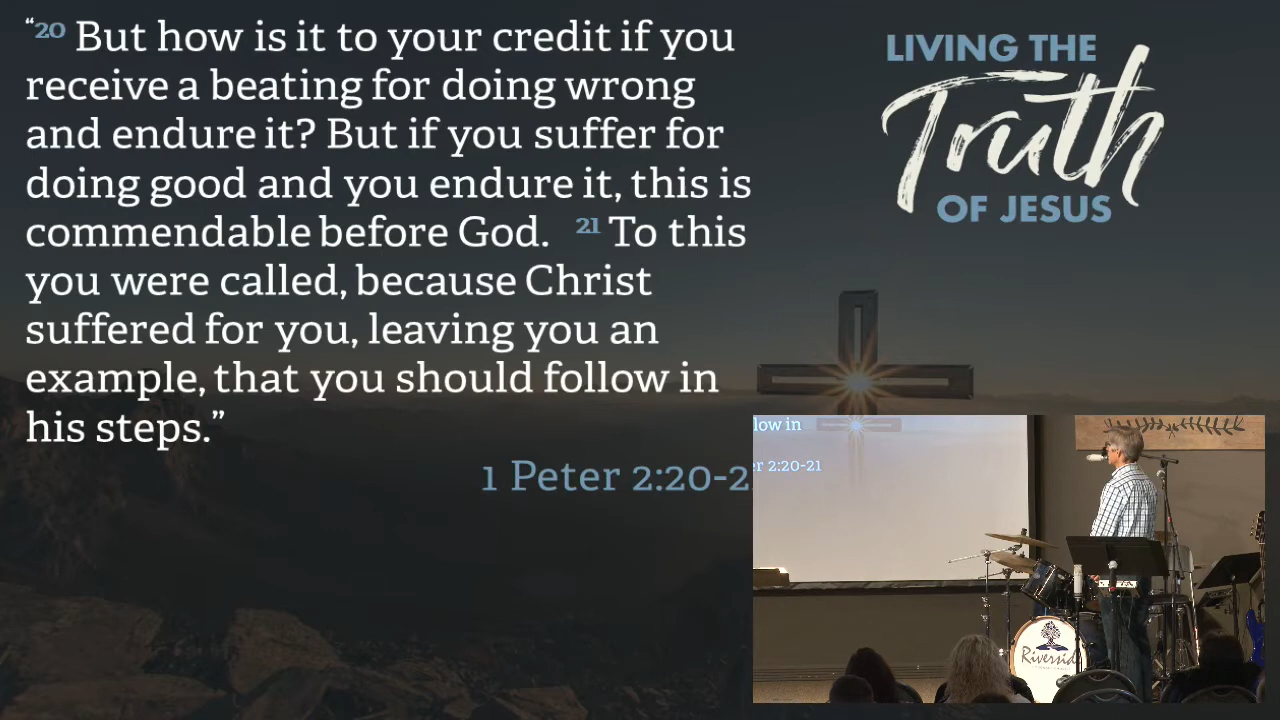 “20 But how is it to your credit if you
receive a beating for doing wrong
and endure it? But if you suffer for
doing good and you endure it, this is
commendable before God. 21 To this
you were called, because Christ
suffered for you, leaving you an
example, that you should follow in
his steps.”
1 Peter 2:20-2
LIVING THE
Truth
OF JESUS
low in
er 2:20-21
Riversid